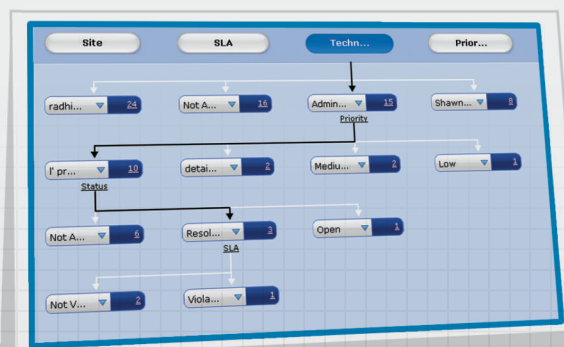 Site SLA Techn... Prior...
radhi... 24 Not A... 16 Admin... 15 Shawn... 8
Priority
l' pr... 10 detai... 2 Mediu... 2 Low 1
Status
Not A... 6 Resol... 3 Open 1
SLA
Not V... 2 Viola... 1